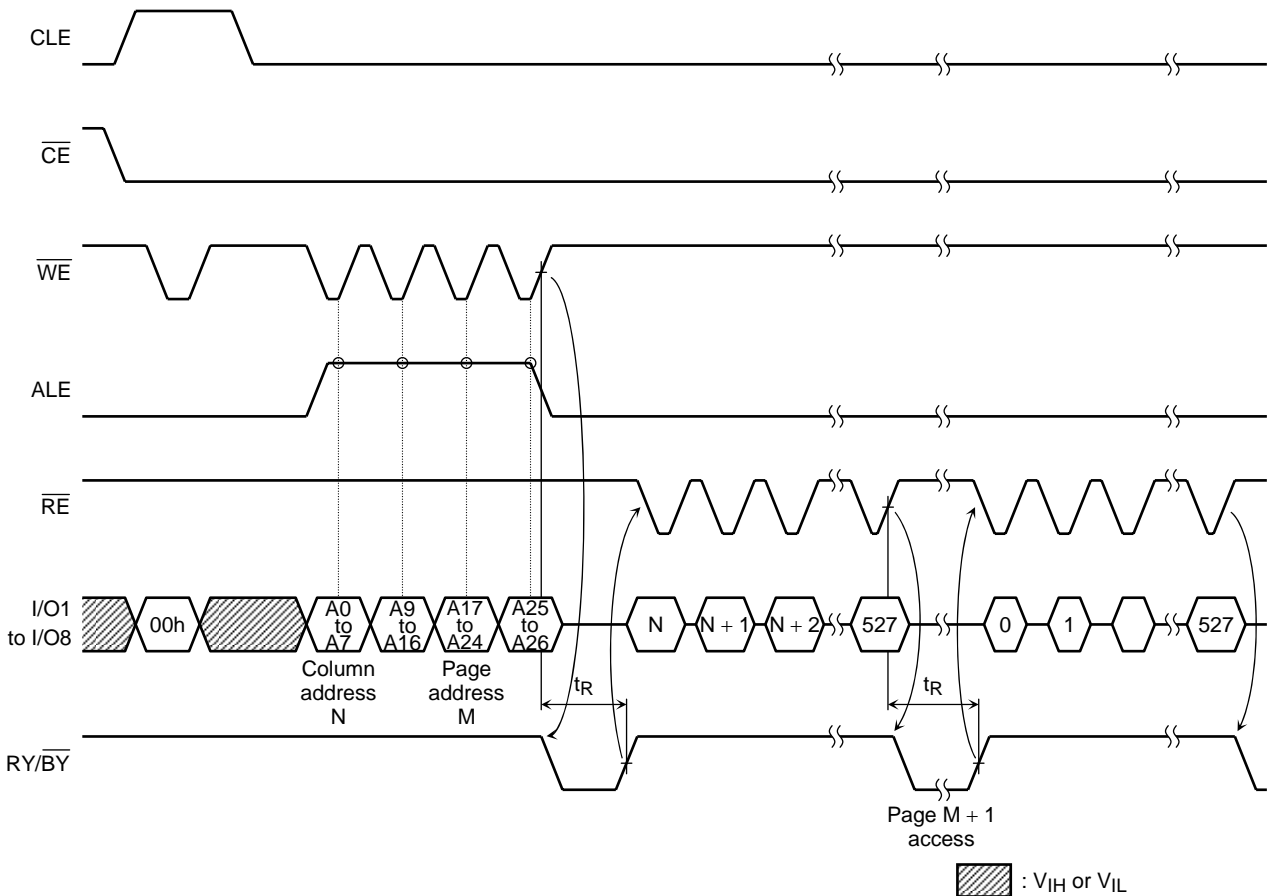 CLE
CE
WE
ALE
RE
I/O1
to I/O8
00h
A0
to
A7
A9
to
A16
A17
to
A24
A25
to
A26
N
N + 1
N + 2
527
0
1
527
Column
address
N
Page
address
M
tR
tR
RY/BY
Page M + 1
access
: VIH or VIL